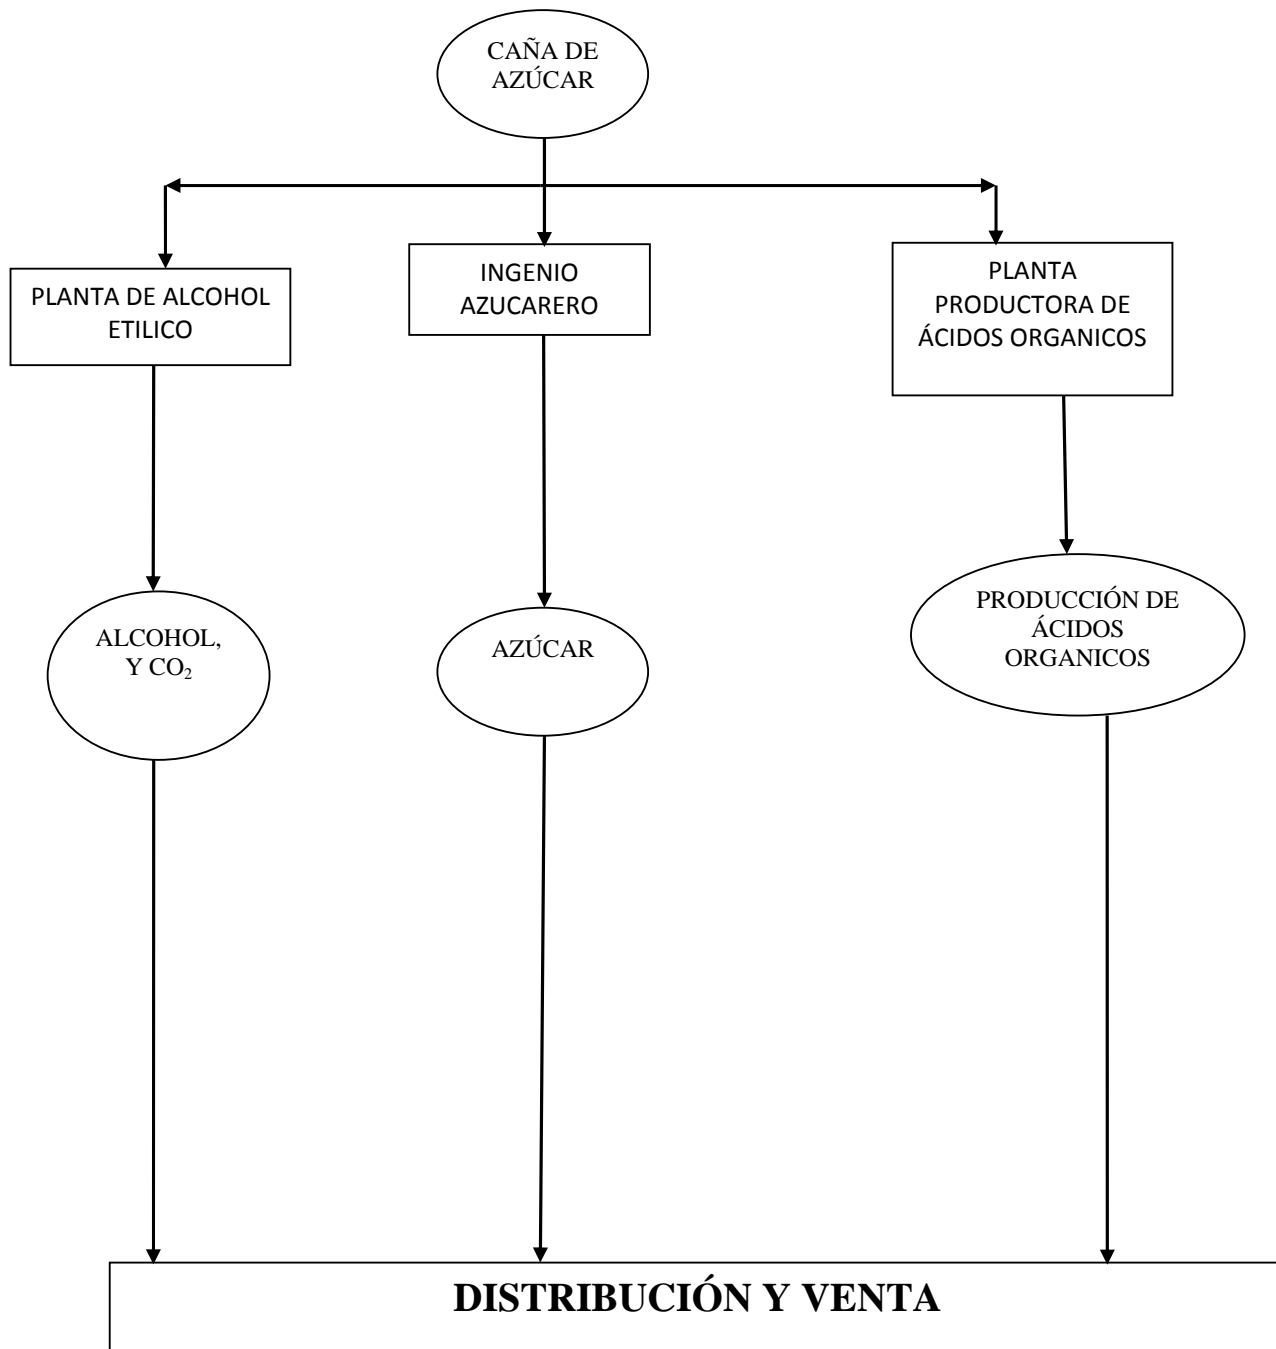 CAÑA DE
AZÚCAR
PLANTA DE ALCOHOL
ETILICO
INGENIO
AZUCARERO
PLANTA
PRODUCTORA DE
ÁCIDOS ORGANICOS
ALCOHOL,
Y CO₂
AZÚCAR
PRODUCCIÓN DE
ÁCIDOS
ORGANICOS
DISTRIBUCIÓN Y VENTA